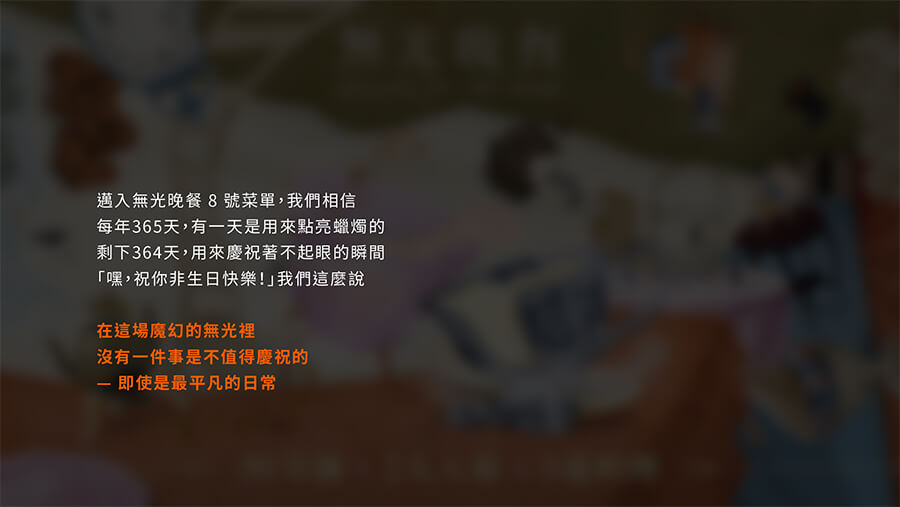 邁入無光晚餐 8 號菜單，我們相信
每年365天，有一天是用來點亮蠟燭的
剩下364天，用來慶祝著不起眼的瞬間
「嘿，祝你非生日快樂！」我們這麼說
在這場魔幻的無光裡
沒有一件事是不值得慶祝的
— 即使是最平凡的日常
無光晚餐